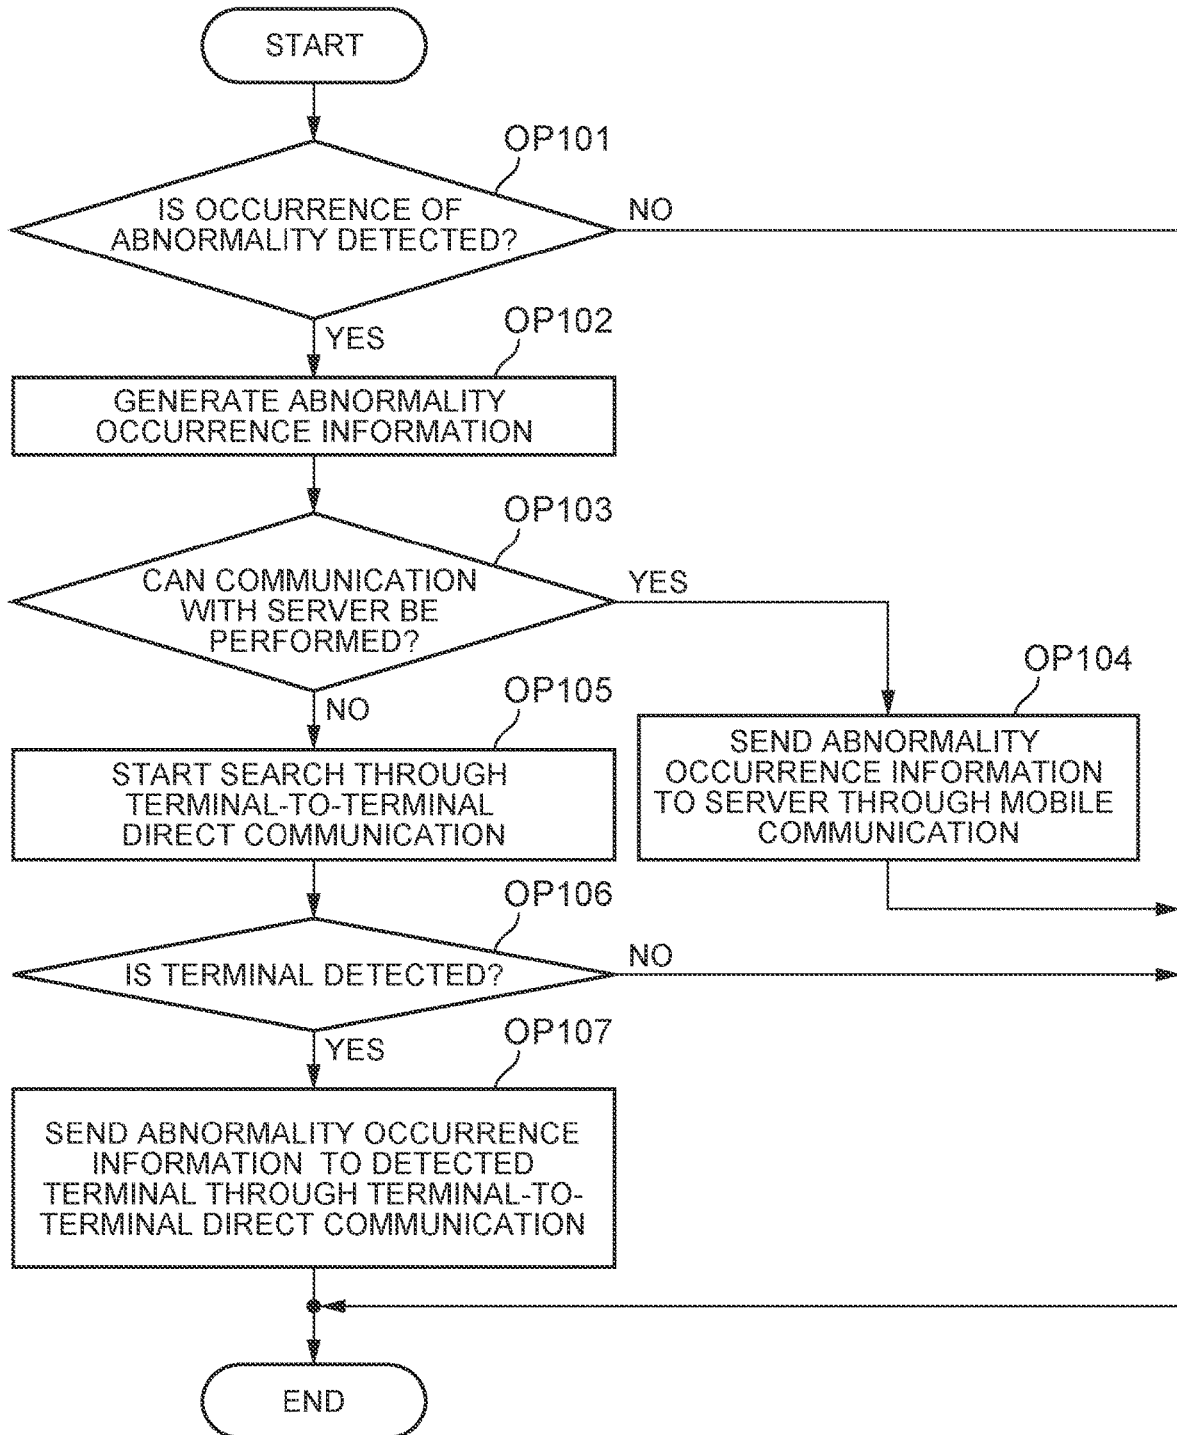 START
OP101
IS OCCURRENCE OF
ABNORMALITY DETECTED?
NO
YES
OP102
GENERATE ABNORMALITY
OCCURRENCE INFORMATION
OP103
CAN COMMUNICATION
WITH SERVER BE
PERFORMED?
YES
NO
OP104
SEND ABNORMALITY
OCCURRENCE INFORMATION
TO SERVER THROUGH MOBILE
COMMUNICATION
OP105
START SEARCH THROUGH
TERMINAL-TO-TERMINAL
DIRECT COMMUNICATION
OP106
IS TERMINAL DETECTED?
NO
YES
OP107
SEND ABNORMALITY OCCURRENCE
INFORMATION TO DETECTED
TERMINAL THROUGH TERMINAL-TO-
TERMINAL DIRECT COMMUNICATION
END